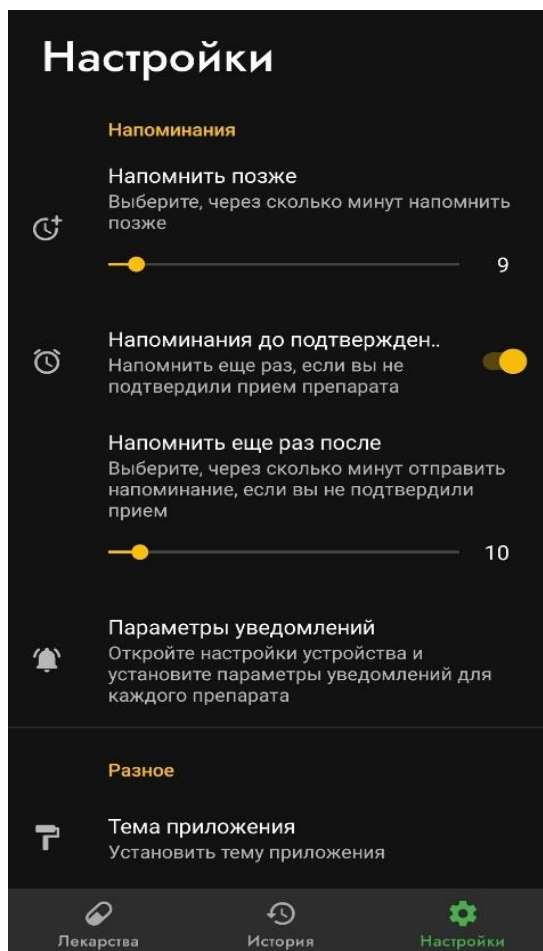 Настройки
Напоминания
Напомнить позже
Выберите, через сколько минут напомнить
позже
9
Напоминания до подтвержден..
Напомнить еще раз, если вы не
подтвердили прием препарата
Напомнить еще раз после
Выберите, через сколько минут отправить
напоминание, если вы не подтвердили
прием
10
Параметры уведомлений
Откройте настройки устройства и
установите параметры уведомлений для
каждого препарата
Разное
Тема приложения
Установить тему приложения
Лекарства
История
Настройки